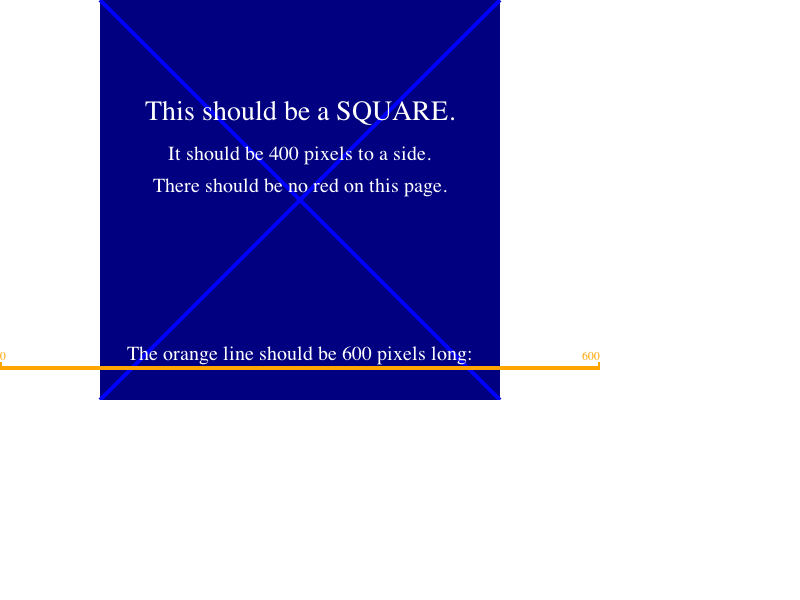 This should be a SQUARE.
It should be 400 pixels to a side.
There should be no red on this page.
The orange line should be 600 pixels long:
0 600